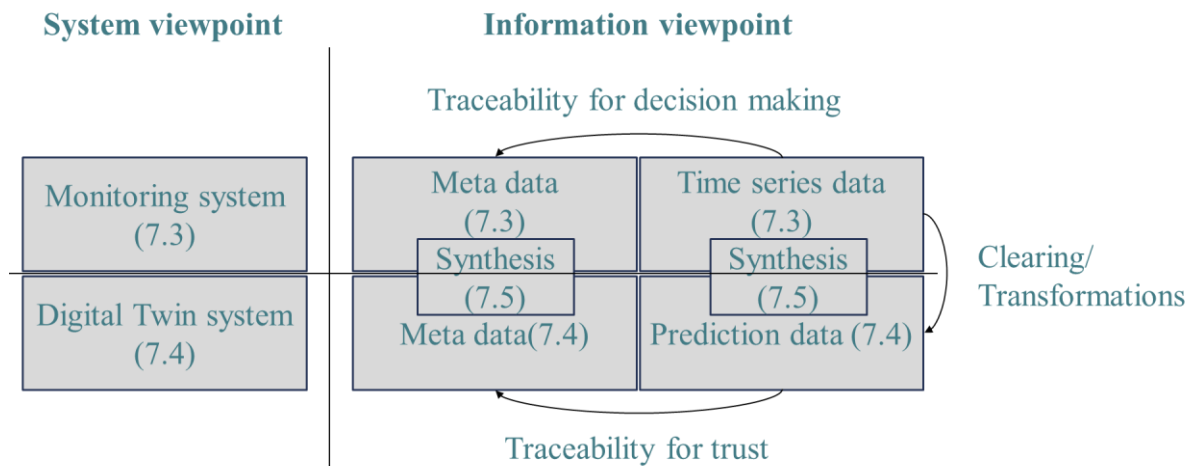 System viewpoint
Information viewpoint
Traceability for decision making
Monitoring system
(7.3)
Meta data
(7.3)
Time series data
(7.3)
Synthesis
(7.5)
Synthesis
(7.5)
Clearing/
Transformations
Digital Twin system
(7.4)
Meta data(7.4)
Prediction data (7.4)
Traceability for trust